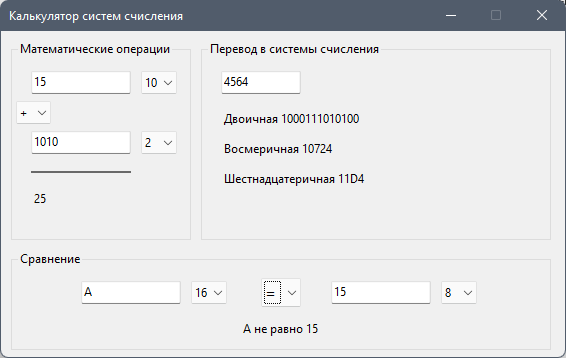 Калькулятор систем счисления
Математические операции
15 10
+
1010 2
25
Перевод в системы счисления
4564
Двоичная 1000111010100
Восмеричная 10724
Шестнадцатеричная 11D4
Сравнение
A 16 = 15 8
A не равно 15